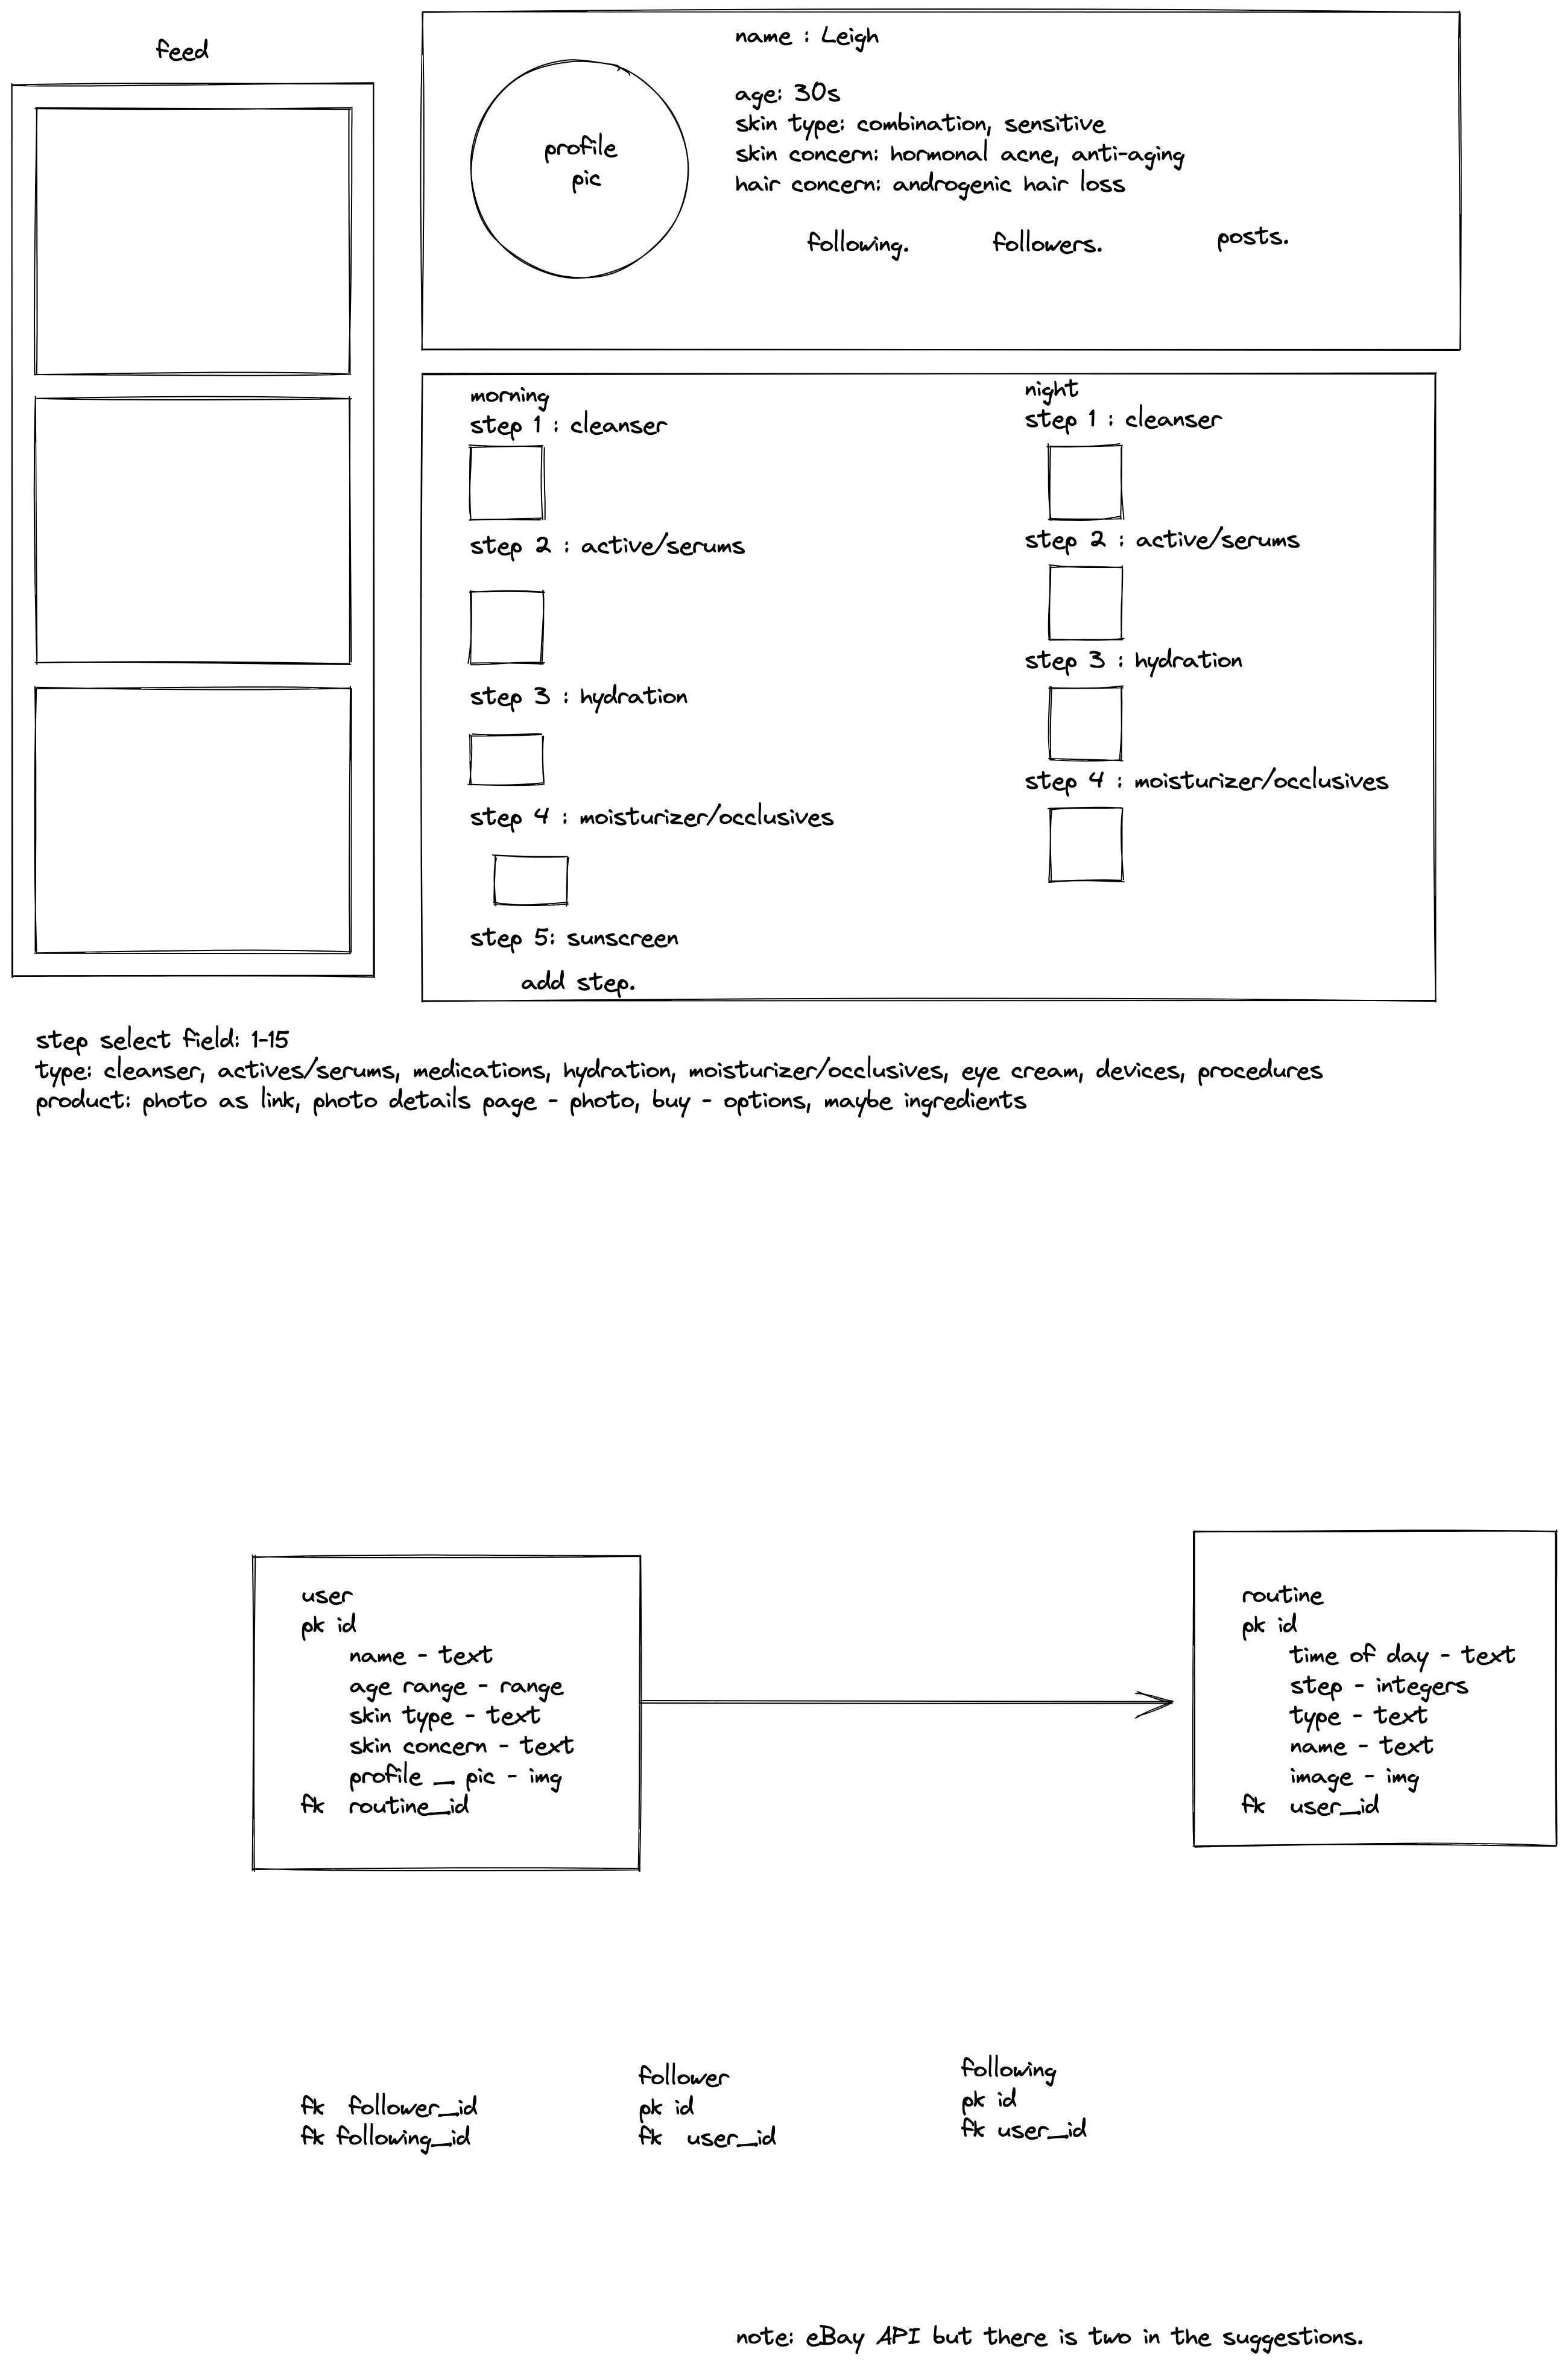 feed
profile
pic
name : Leigh
age: 30s
skin type: combination, sensitive
skin concern: hormonal acne, anti-aging
hair concern: androgenic hair loss
following.
followers.
posts.
morning
step 1 : cleanser
step 2 : active/serums
step 3 : hydration
step 4 : moisturizer/occlusives
step 5: sunscreen
add step.
night
step 1 : cleanser
step 2 : active/serums
step 3 : hydration
step 4 : moisturizer/occlusives
step select field: 1-15
type: cleanser, actives/serums, medications, hydration, moisturizer/occlusives, eye cream, devices, procedures
product: photo as link, photo details page - photo, buy - options, maybe ingredients
user
pk id
name - text
age range - range
skin type - text
skin concern - text
profile _ pic - img
fk routine_id
routine
pk id
time of day - text
step - integers
type - text
name - text
image - img
fk user_id
fk follower_id
fk following_id
follower
pk id
fk user_id
following
pk id
fk user_id
note: eBay API but there is two in the suggestions.